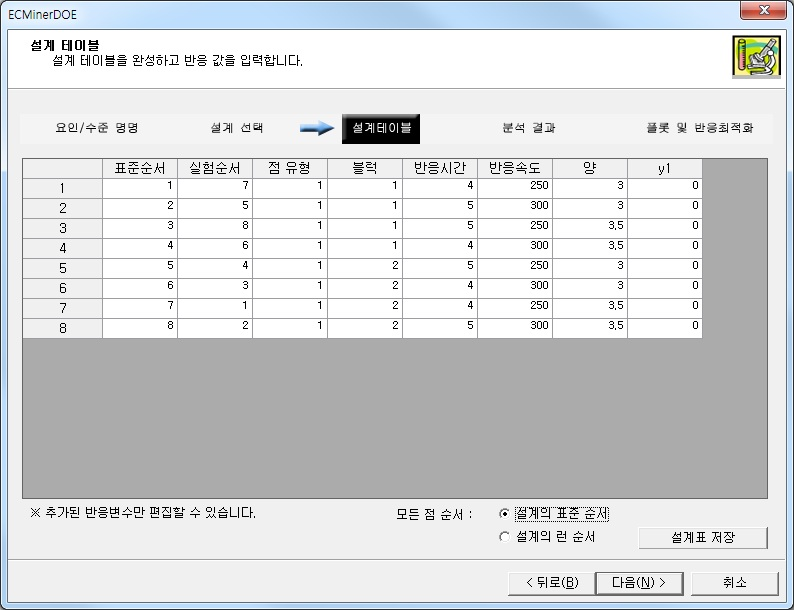 ECMinerDOE
설계 테이블
설계 테이블을 완성하고 반응 값을 입력합니다.
요인/수준 명명 설계 선택 설계테이블 분석 결과 플롯 및 반응최적화
표준순서 실험순서 점 유형 블럭 반응시간 반응속도 양 y1
1 1 7 1 1 4 250 3 0
2 2 5 1 1 5 300 3 0
3 3 8 1 1 5 250 3,5 0
4 4 6 1 1 4 300 3,5 0
5 5 4 1 2 5 250 3 0
6 6 3 1 2 4 300 3 0
7 7 1 1 2 4 250 3,5 0
8 8 2 1 2 5 300 3,5 0
※ 추가된 반응변수만 편집할 수 있습니다. 모든 점 순서 : 설계의 표준 순서
설계의 런 순서 설계표 저장
< 뒤로(B) 다음(N) > 취소